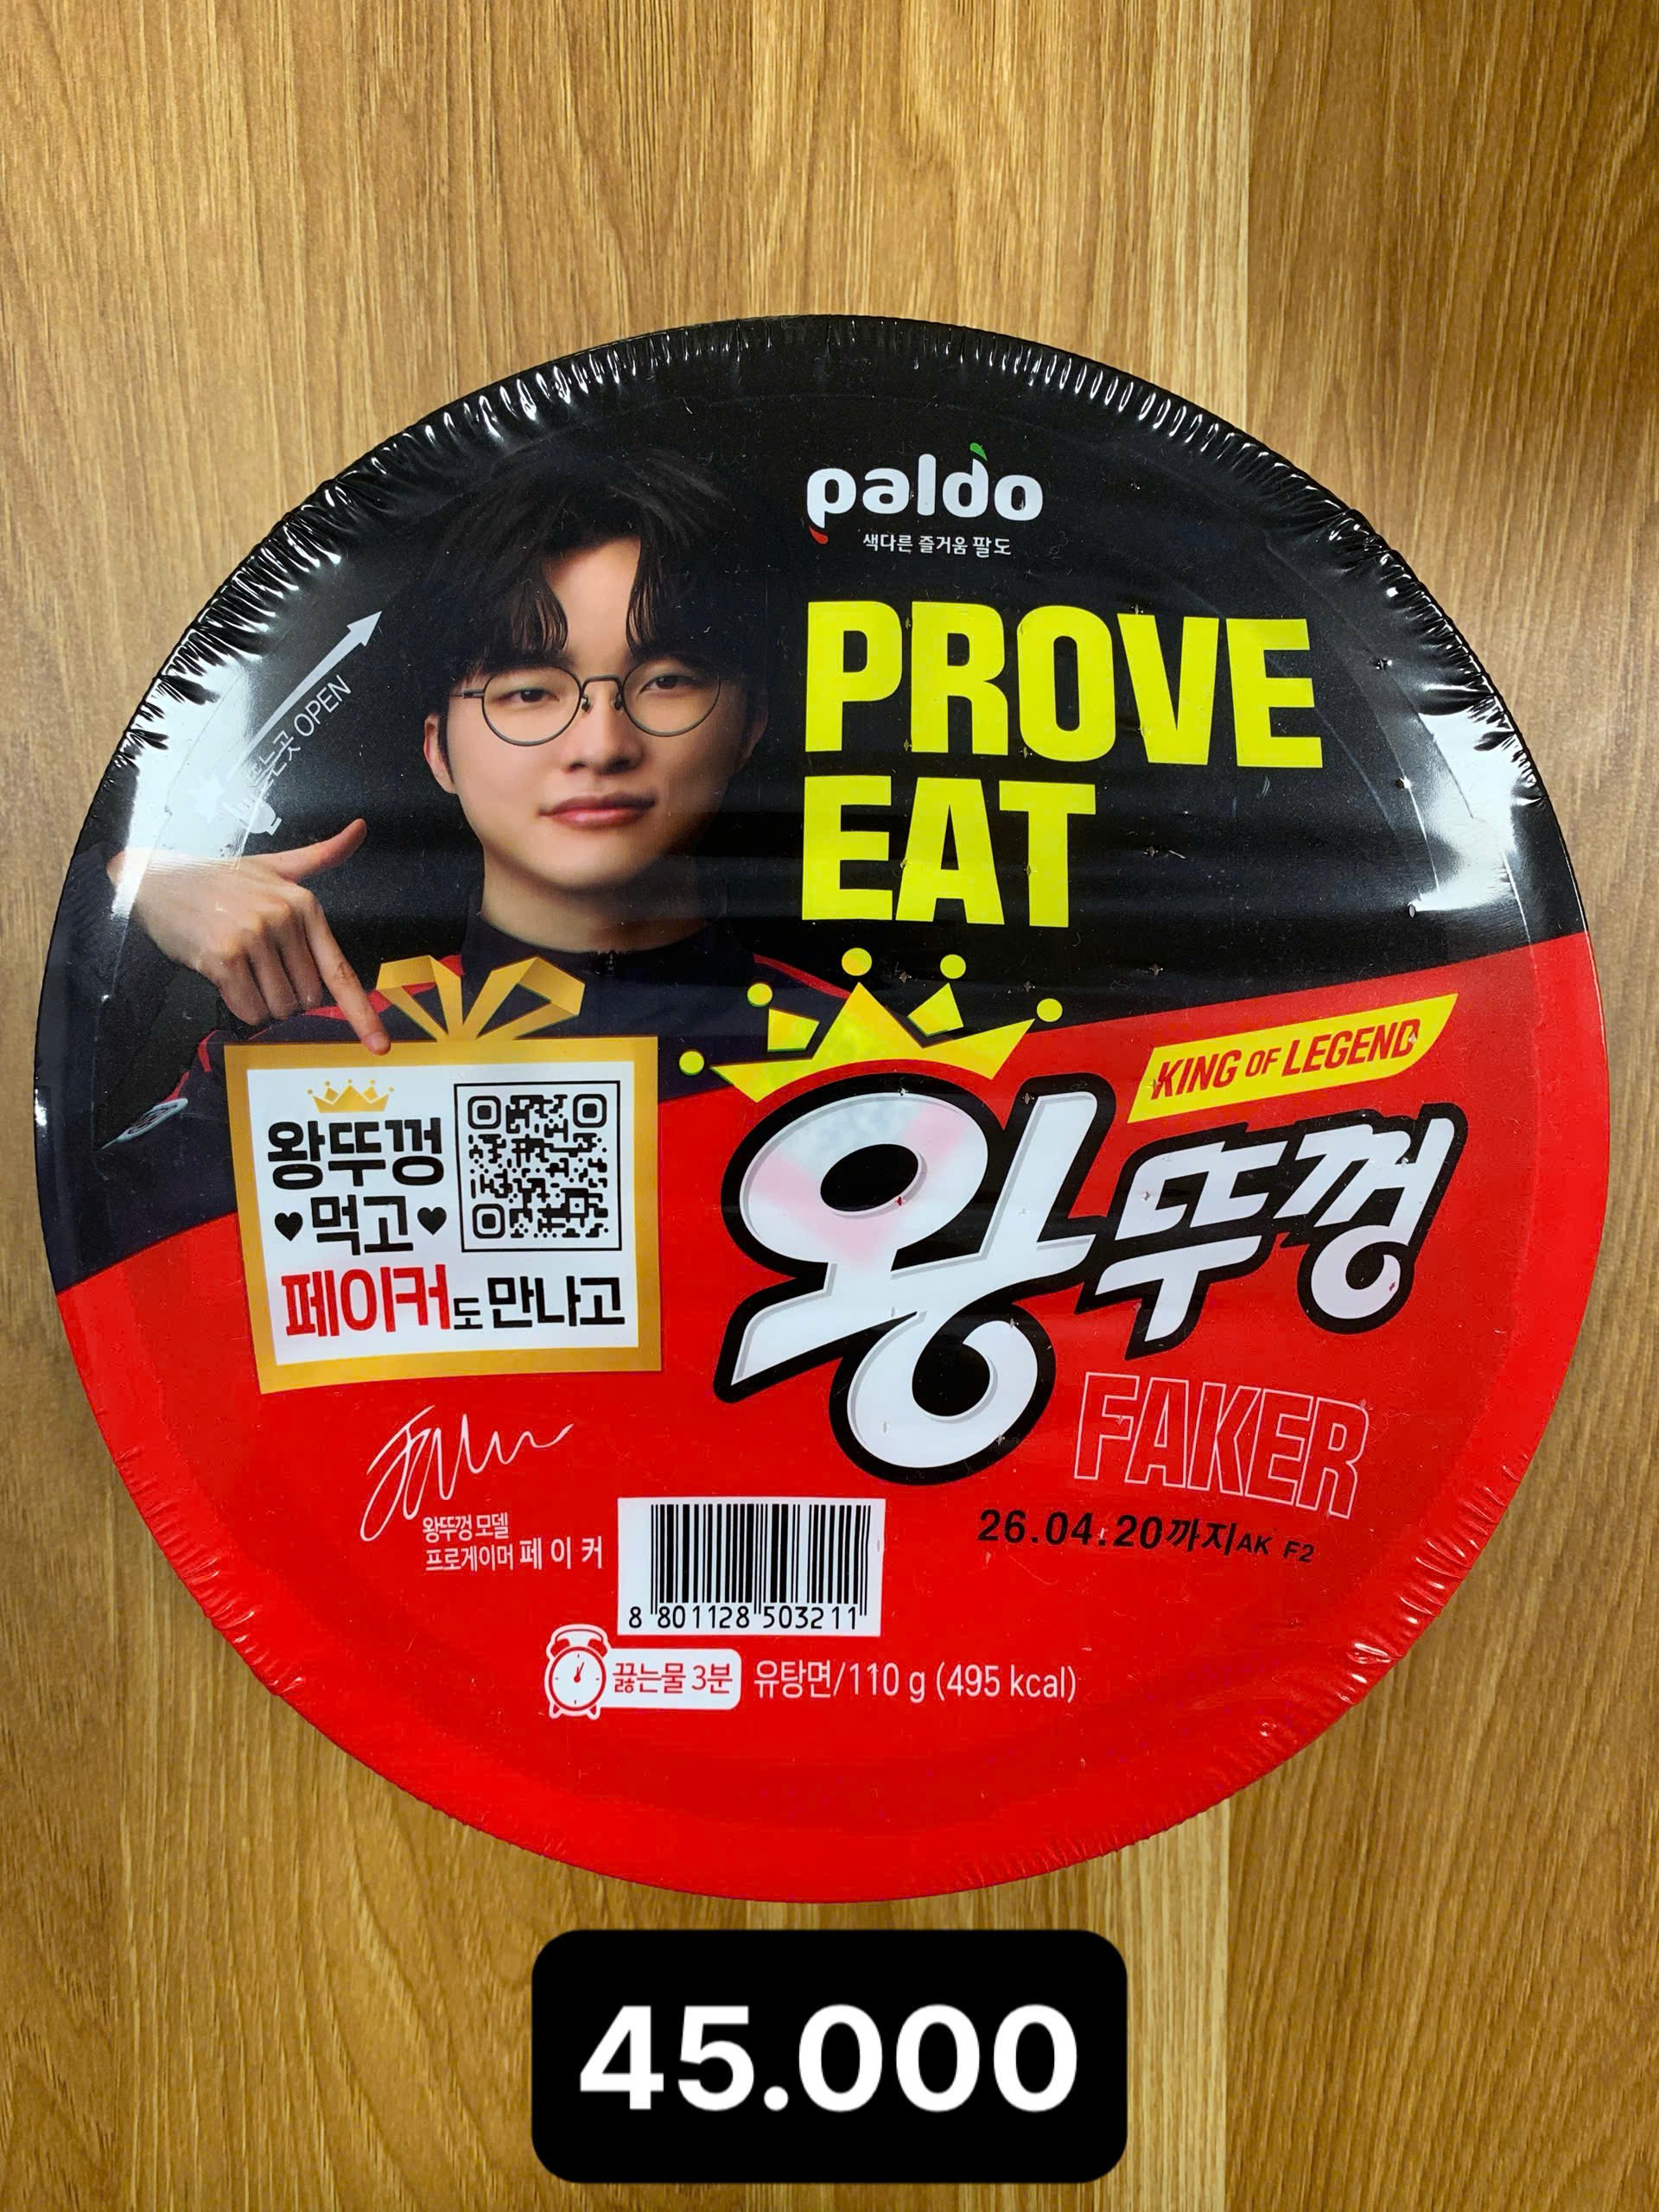 paldo
색다른 즐거움 팔도
PROVE
EAT
OPEN
KING OF LEGEND
왕뚜껑
FAKER
왕뚜껑
♥먹고♥
페이커도 만나고
왕뚜껑 모델
프로게이머 페이커
26.04.20까지AK F2
8 801128 503211
끓는물 3분
유탕면/110 g (495 kcal)
45.000